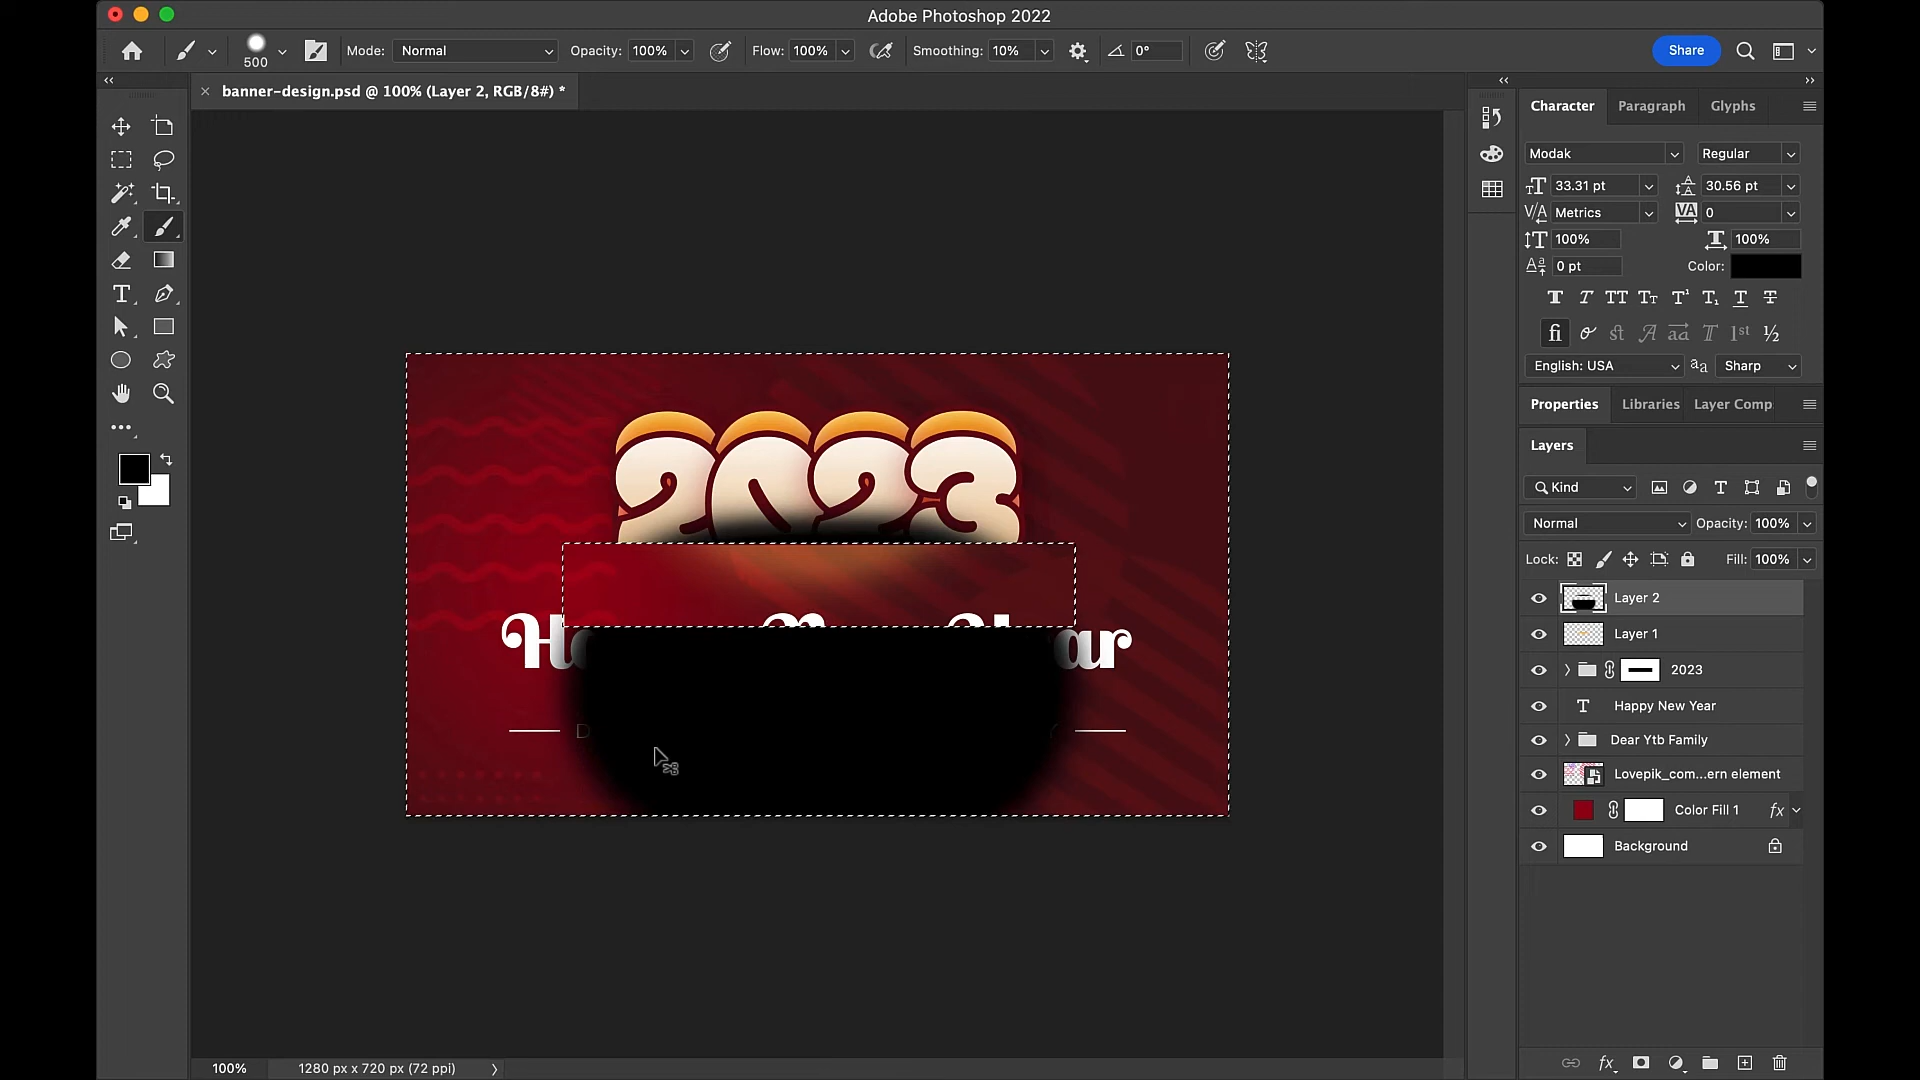 Adobe Photoshop 2022
500
Mode: Normal
Opacity: 100%
Flow: 100%
Smoothing: 10%
0°
Share
banner-design.psd @ 100% (Layer 2, RGB/8#) *
2023
Character Paragraph Glyphs
Modak Regular
33.31 pt 30.56 pt
Metrics 0
100% 100%
0 pt Color:
English: USA Sharp
Properties Libraries Layer Comp
Layers
Kind
Normal Opacity: 100%
Lock: Fill: 100%
Layer 2
Layer 1
2023
Happy New Year
Dear Ytb Family
Lovepik_com...ern element
Color Fill 1 fx
Background
100% 1280 px x 720 px (72 ppi)